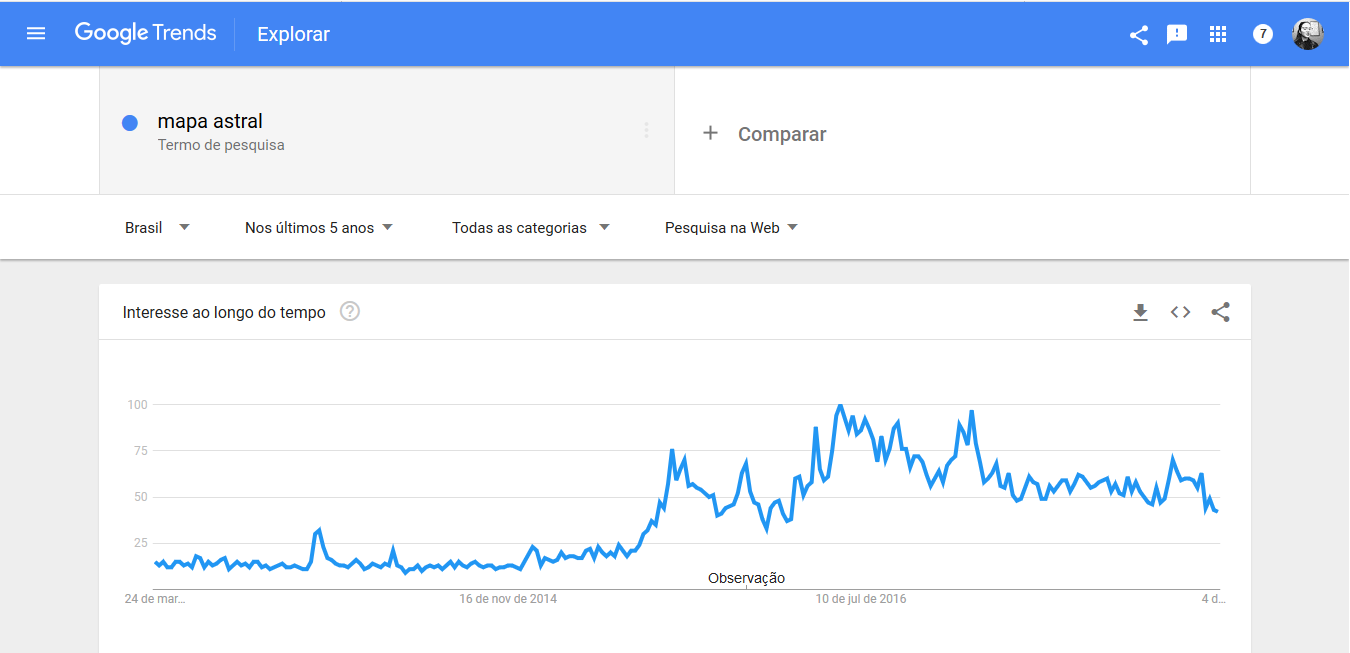 Google Trends Explorar 7
mapa astral
Termo de pesquisa
+ Comparar
Brasil Nos últimos 5 anos Todas as categorias Pesquisa na Web
Interesse ao longo do tempo ?
100
75
50
25
Observação
24 de mar... 16 de nov de 2014 10 de jul de 2016 4 d...